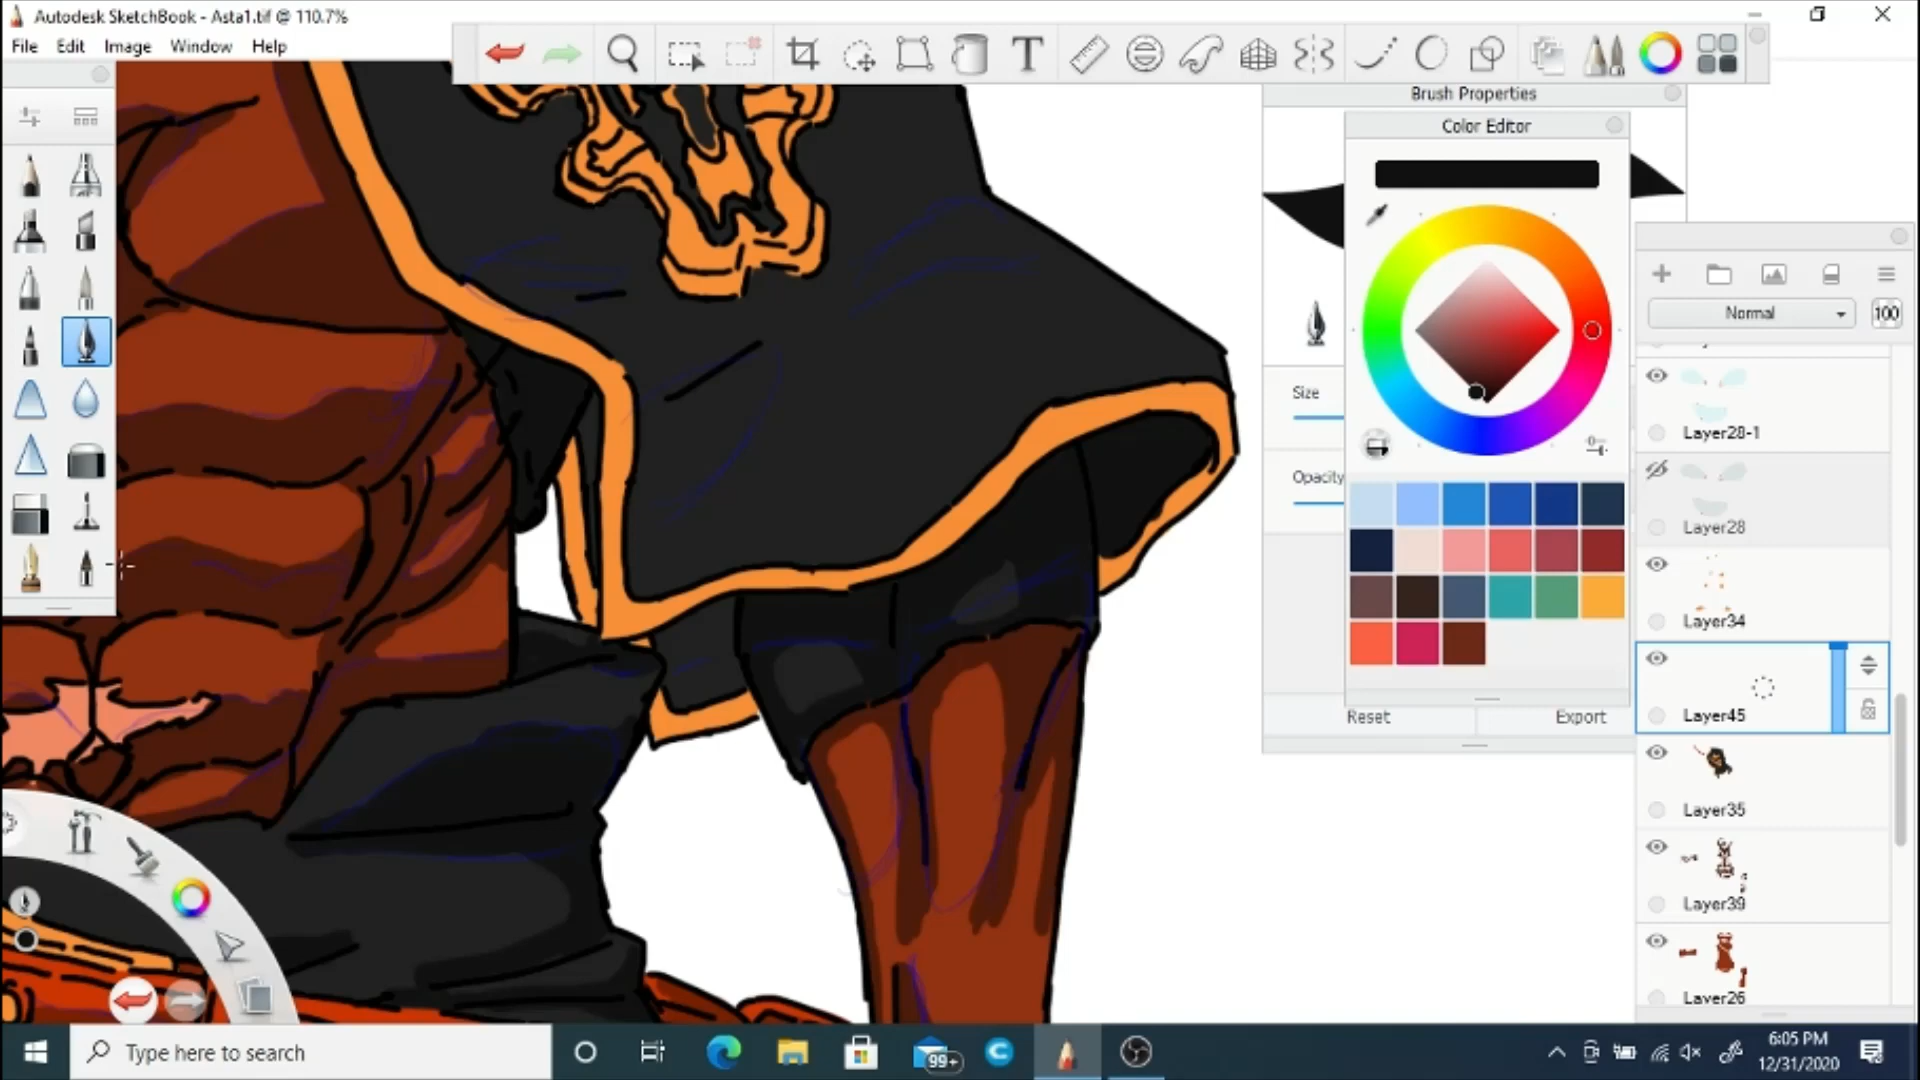 Autodesk SketchBook - Asta1.tif @ 110.7%
File Edit Image Window Help
T
Brush Properties
Color Editor
Normal
100
Size
Layer28-1
Opacity
Layer28
Layer34
Reset
Export
Layer45
Layer35
Layer39
Layer26
Type here to search
99+
6:05 PM
12/31/2020